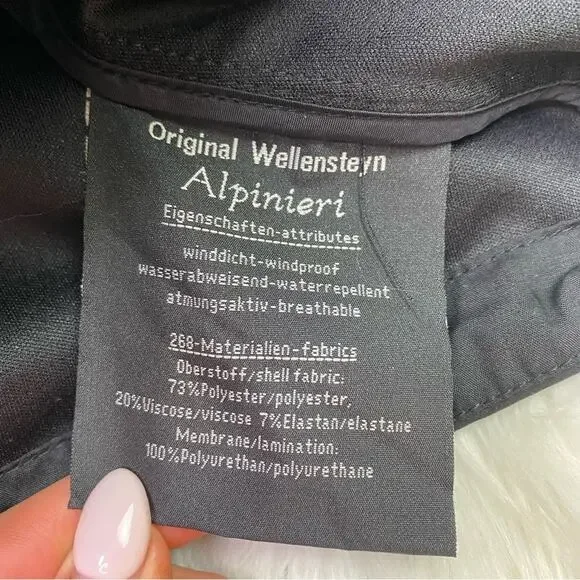 Original Wellensteyn
Alpinieri
Eigenschaften-attributes
winddicht-windproof
wasserabweisend-waterrepellent
atmungsaktiv-breathable
268-Materialien-fabrics
Oberstoff/shell fabric:
73%Polyester/polyester,
20%Viscose/viscose 7%Elastan/elastane
Membrane/lamination:
100%Polyurethan/polyurethane